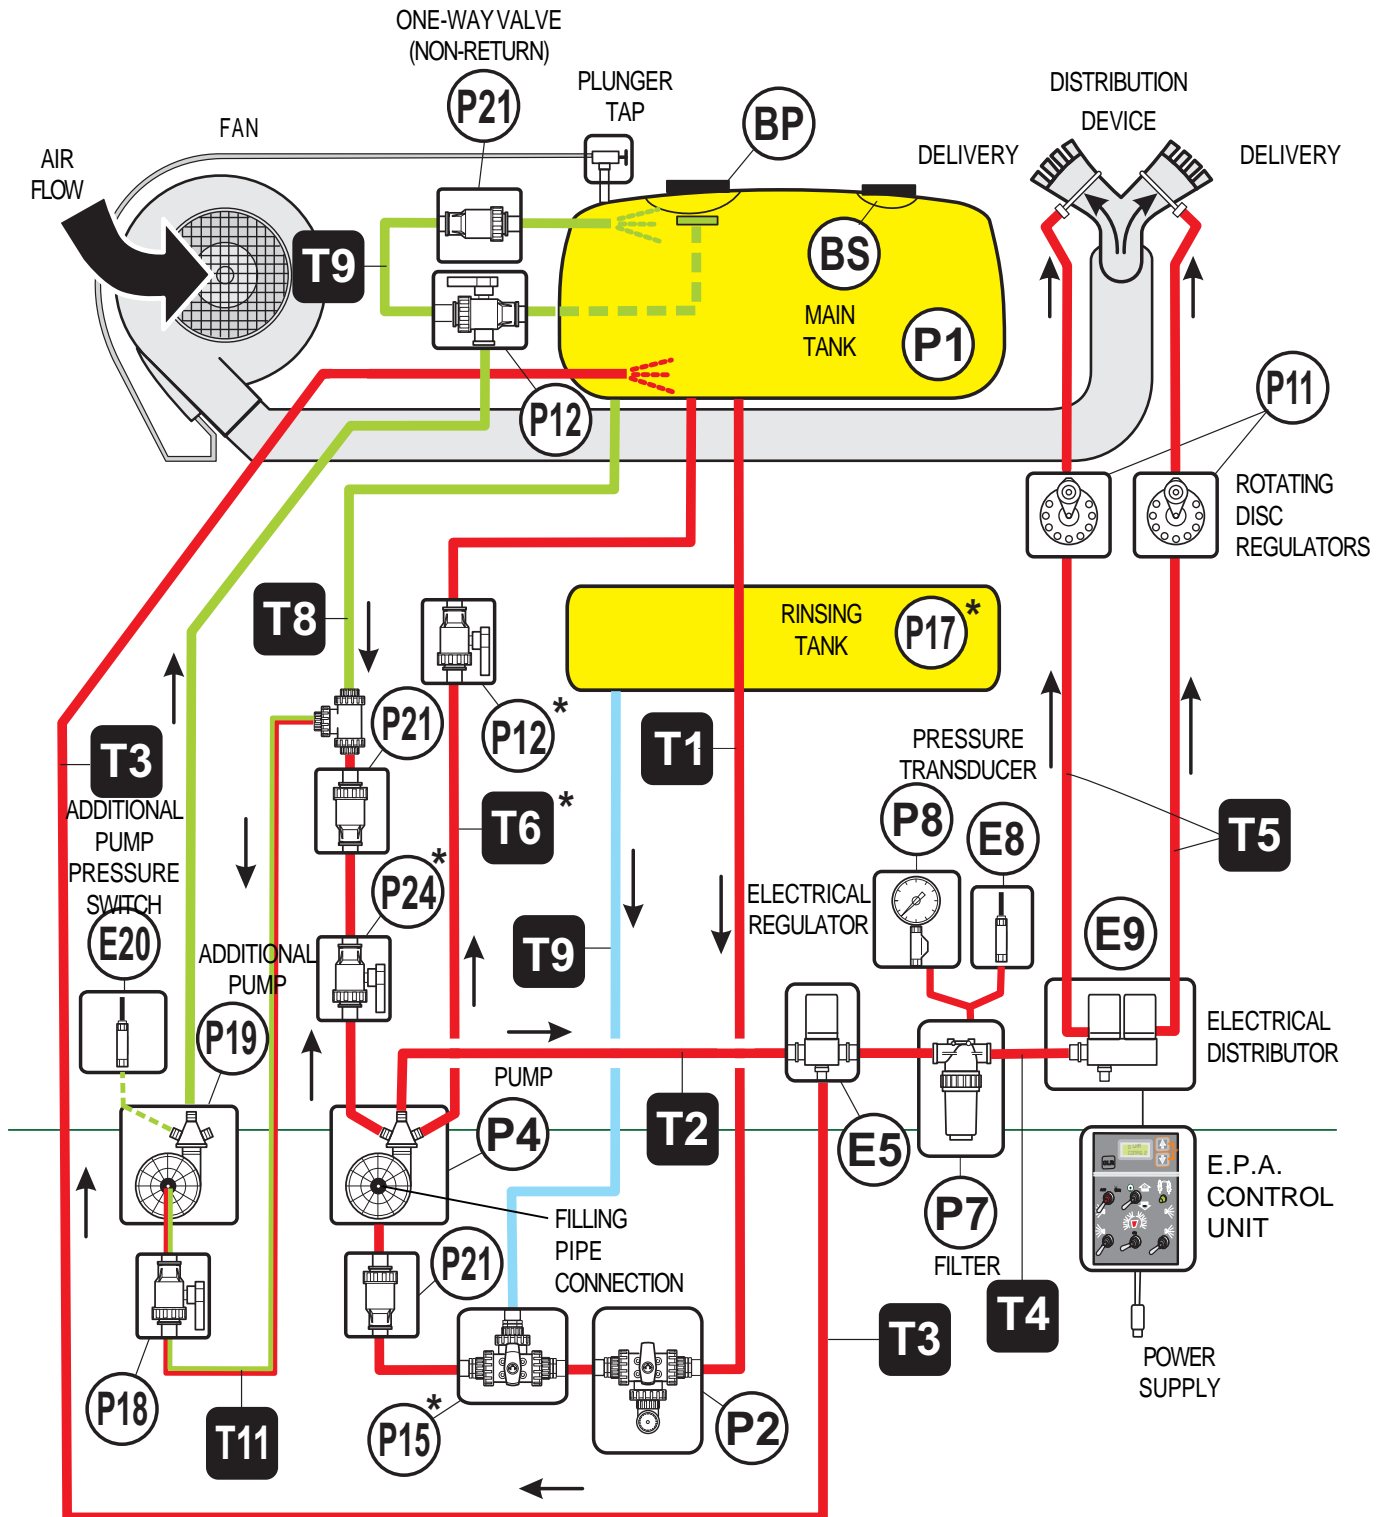 ONE-WAY VALVE
(NON-RETURN)
P21
PLUNGER
TAP
BP
DISTRIBUTION
DEVICE
DELIVERY
DELIVERY
FAN
AIR
FLOW
T9
BS
MAIN
TANK
P1
P12
P11
ROTATING
DISC
REGULATORS
T8
RINSING
TANK
P17*
P21
P12*
T1
T3
T6*
PRESSURE
TRANSDUCER
P8
E8
T5
ADDITIONAL
PUMP
PRESSURE
SWITCH
E20
P24*
ELECTRICAL
REGULATOR
E9
ADDITIONAL
PUMP
T9
P19
ELECTRICAL
DISTRIBUTOR
PUMP
P4
T2
E5
P7
FILTER
E.P.A.
CONTROL
UNIT
FILLING
PIPE
CONNECTION
P21
T4
T3
P18
T11
P15*
P2
POWER
SUPPLY